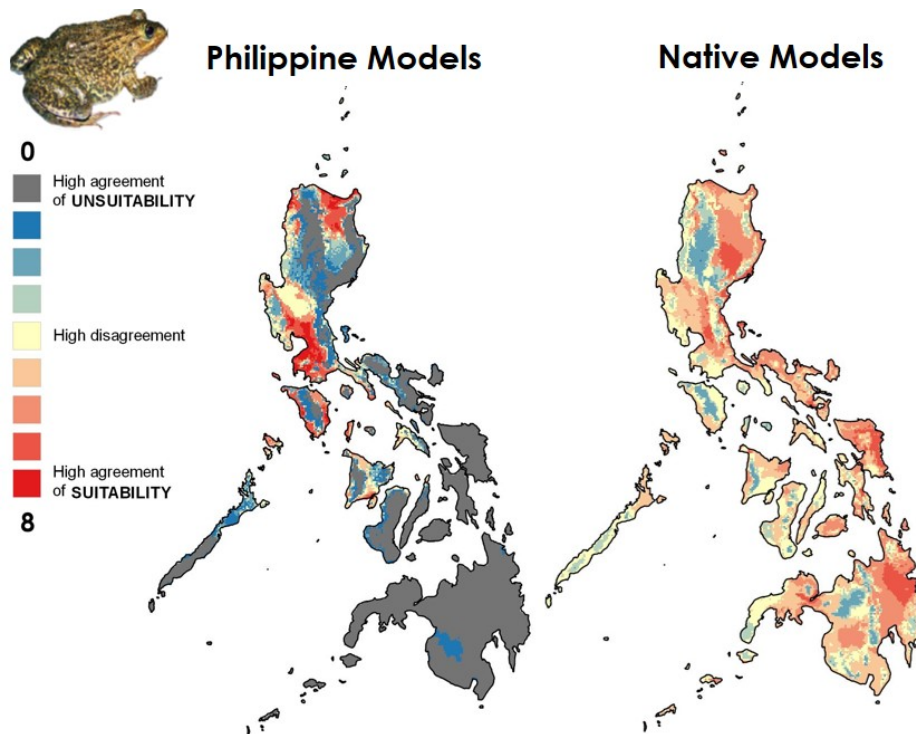 Philippine Models
Native Models
0
High agreement
of UNSUITABILITY
High disagreement
High agreement
of SUITABILITY
8